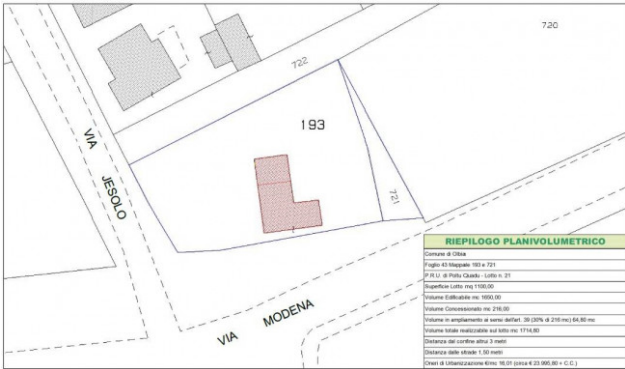 720
722
193
VIA
JESOLO
721
VIA MODENA
RIEPILOGO PLANIVOLUMETRICO
Comune di Olbia
Foglio 43 Mappale 193 e 721
P.R.U. di Pottu Quadu - Lotto n. 21
Superficie Lotto mq 1100,00
Volume Edificabile mc 1650,00
Volume Concessionato mc 216,00
Volume in ampliamento ai sensi dell'art. 39 (30% di 216 mc) 64,80 mc
Volume totale realizzabile sul lotto mc 1714,80
Distanza dal confine altrui 3 metri
Distanza dalle strade 1,50 metri
Oneri di Urbanizzazione €/mc 16,01 (circa € 23.995,80 + C.C.)